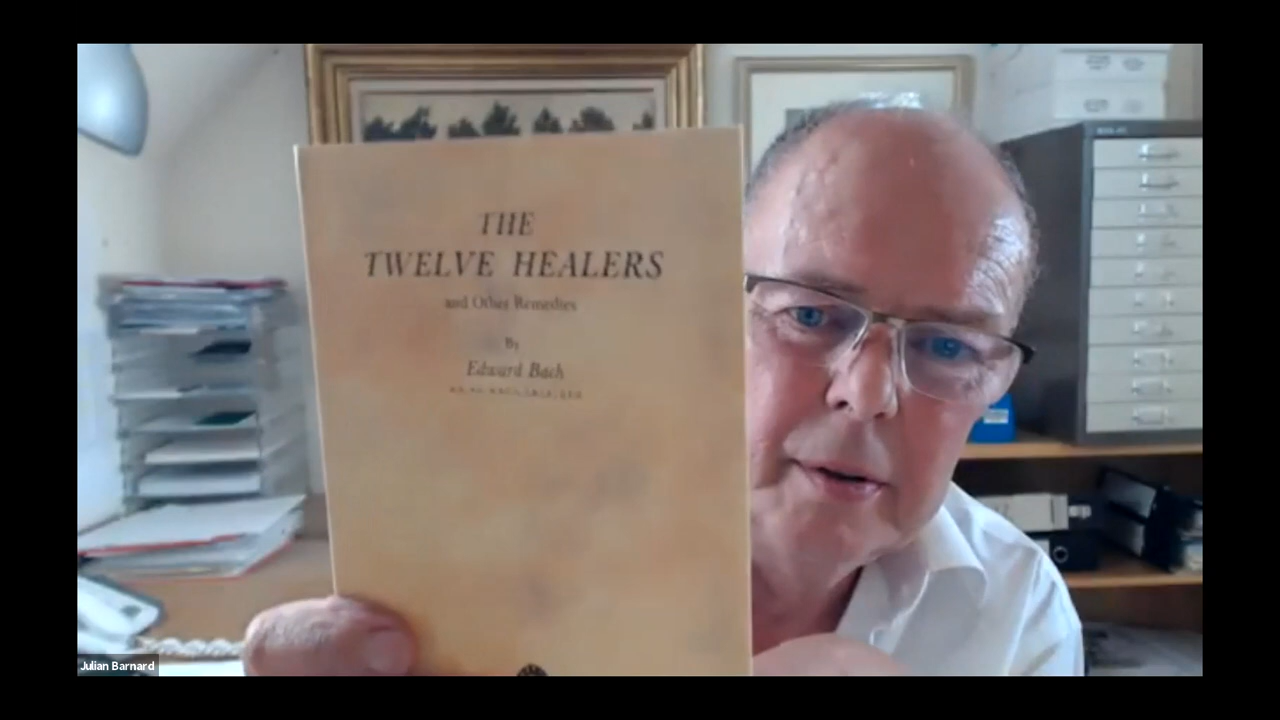 THE
TWELVE HEALERS
and Other Remedies
By
Edward Bach
Julian Barnard